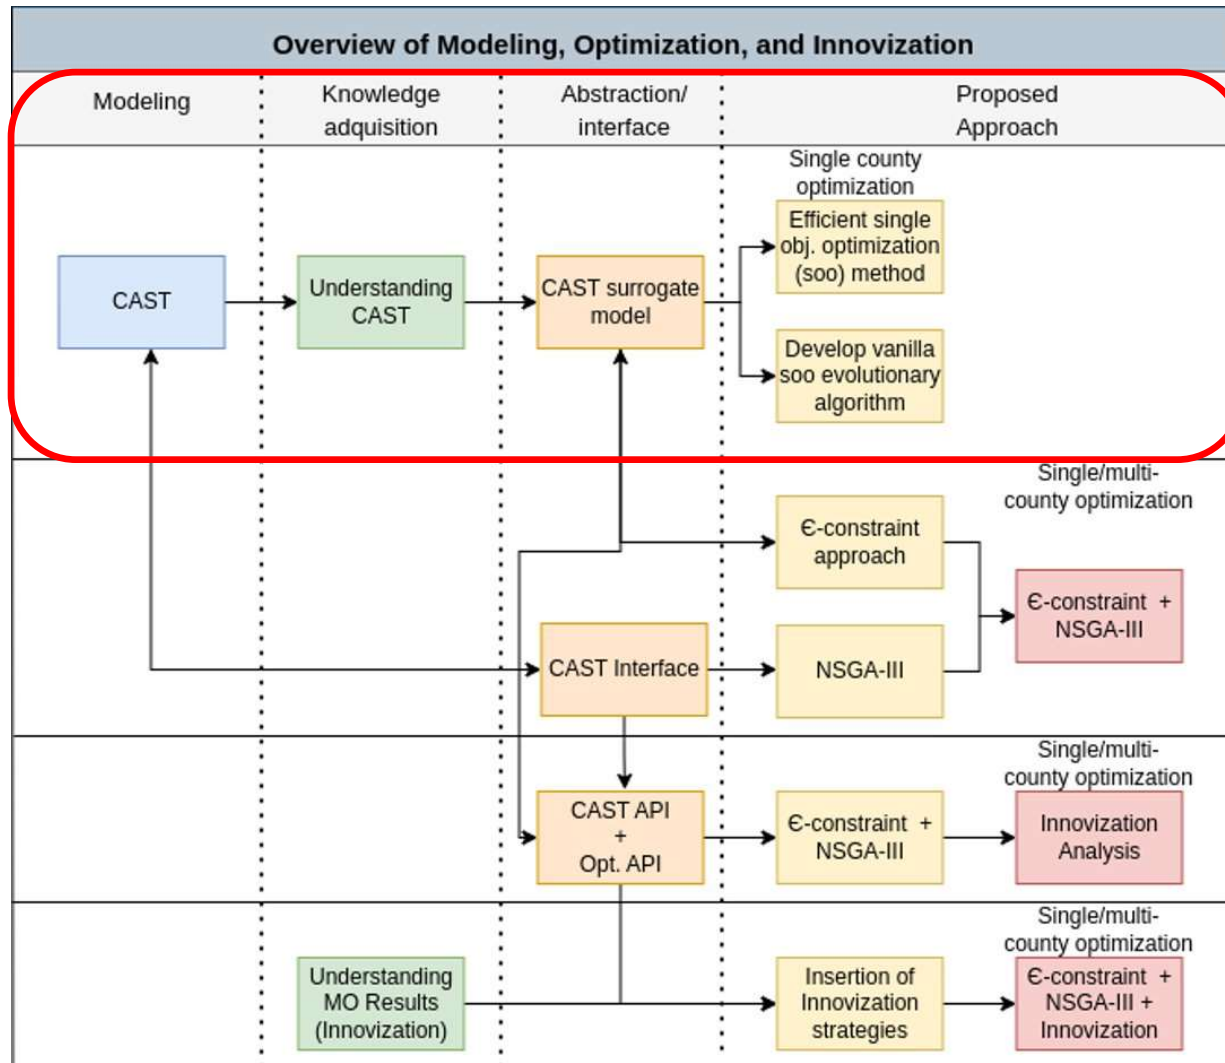 Overview of Modeling, Optimization, and Innovization
Modeling
Knowledge
adquisition
Abstraction/
interface
Proposed
Approach
Single county
optimization
CAST
Understanding
CAST
CAST surrogate
model
Efficient single
obj. optimization
(soo) method
Develop vanilla
soo evolutionary
algorithm
Single/multi-
county optimization
Є-constraint
approach
Є-constraint +
NSGA-III
CAST Interface
NSGA-III
Single/multi-
county optimization
CAST API
+
Opt. API
Є-constraint +
NSGA-III
Innovization
Analysis
Single/multi-
county optimization
Understanding
MO Results
(Innovization)
Insertion of
Innovization
strategies
Є-constraint +
NSGA-III +
Innovization